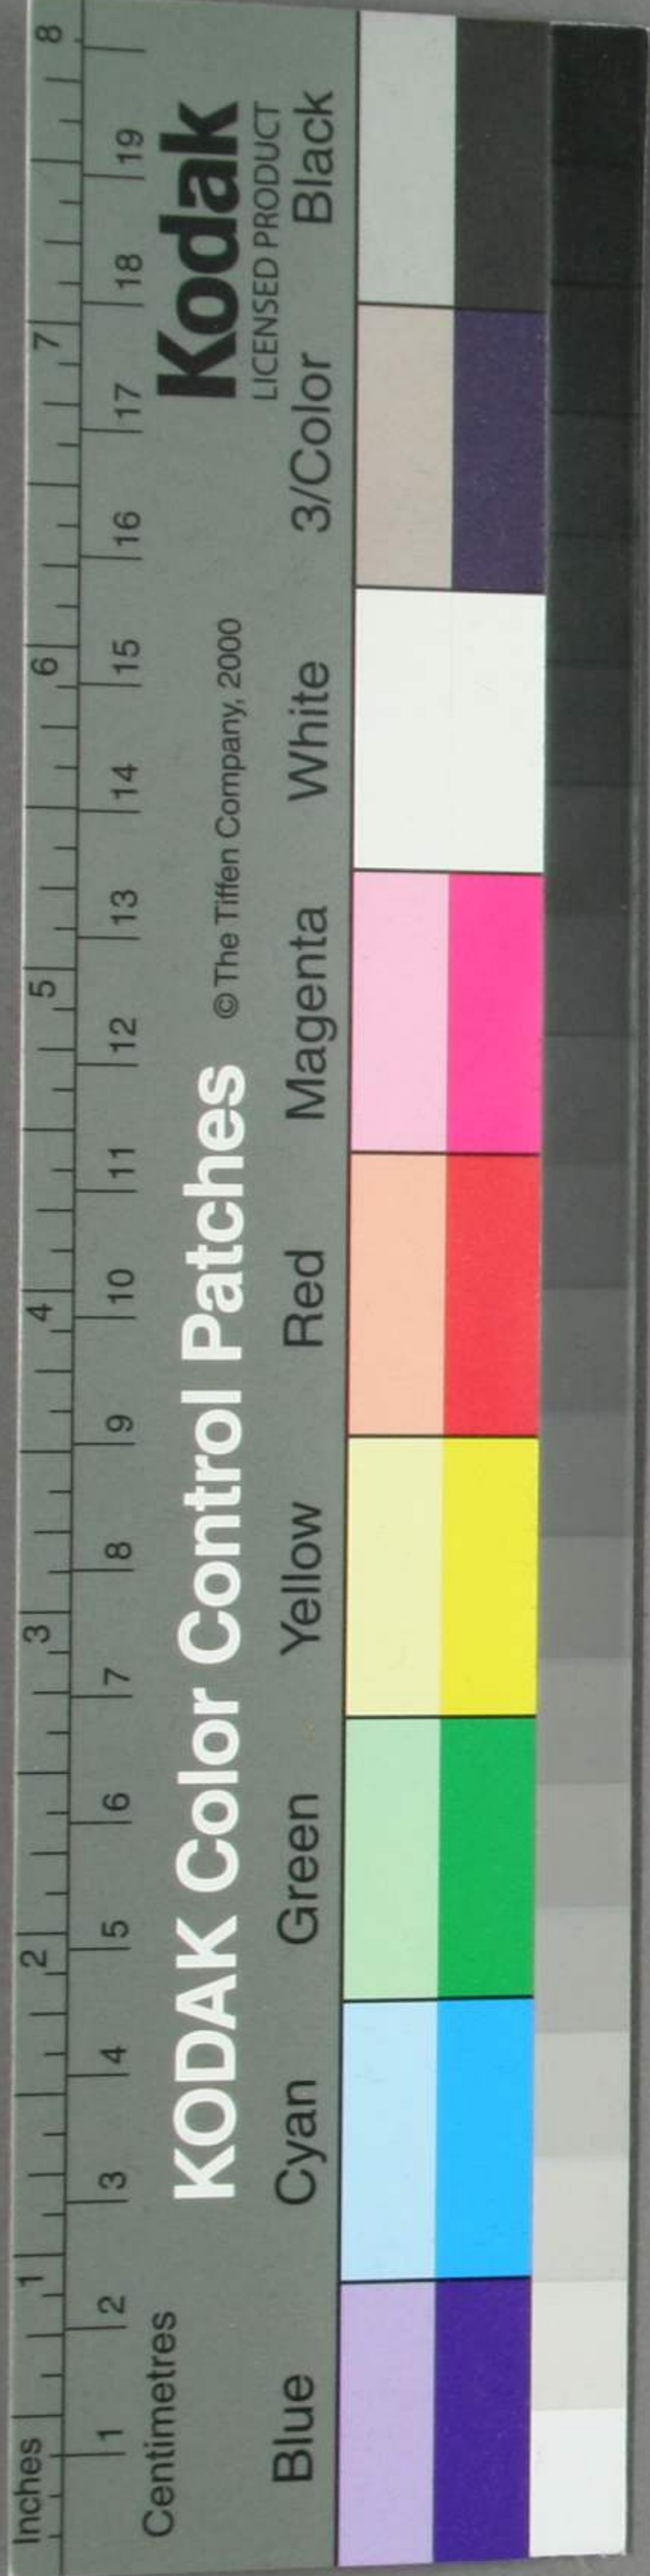 Inches 1 2 3 4 5 6 7 8
1 2 3 4 5 6 7 8 9 10 11 12 13 14 15 16 17 18 19
Centimetres
KODAK Color Control Patches © The Tiffen Company, 2000 Kodak
LICENSED PRODUCT
Blue Cyan Green Yellow Red Magenta White 3/Color Black